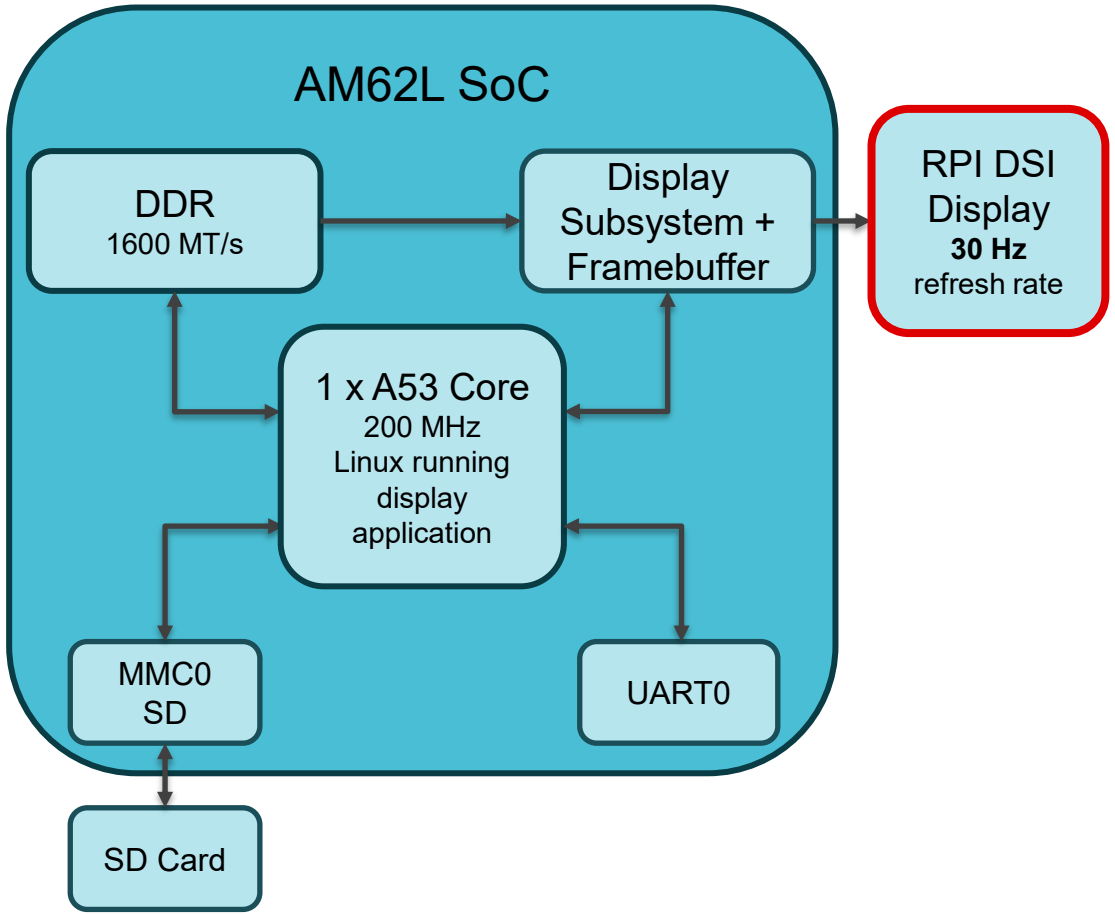 AM62L SoC
DDR
1600 MT/s
Display
Subsystem +
Framebuffer
RPI DSI
Display
30 Hz
refresh rate
1 x A53 Core
200 MHz
Linux running
display
application
MMC0
SD
UART0
SD Card